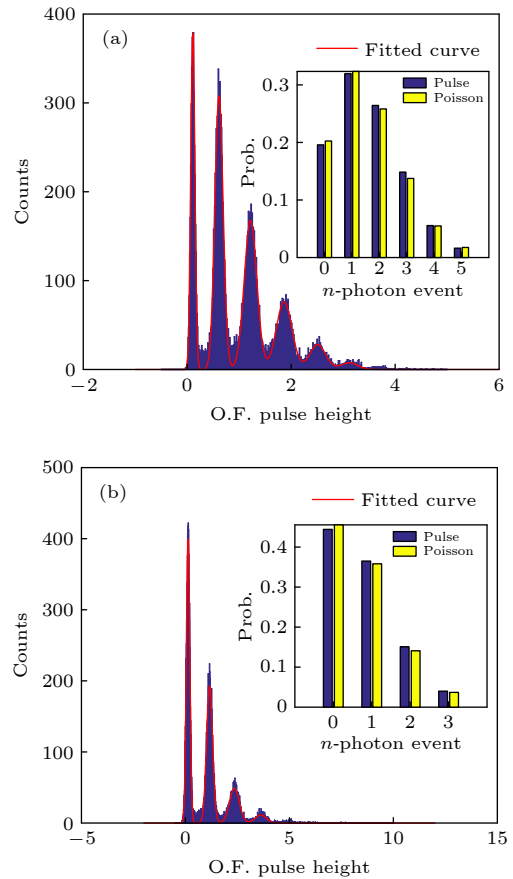 400
(a)
Fitted curve
300
0.3
Pulse
Poisson
Counts
200
Prob.
0.2
0.1
100
0
0 1 2 3 4 5
n-photon event
0
−2 0 2 4 6
O.F. pulse height
500
(b)
Fitted curve
400
0.4
Pulse
Poisson
0.3
300
Counts
Prob.
0.2
200
0.1
0
0 1 2 3
100
n-photon event
0
−5 0 5 10 15
O.F. pulse height